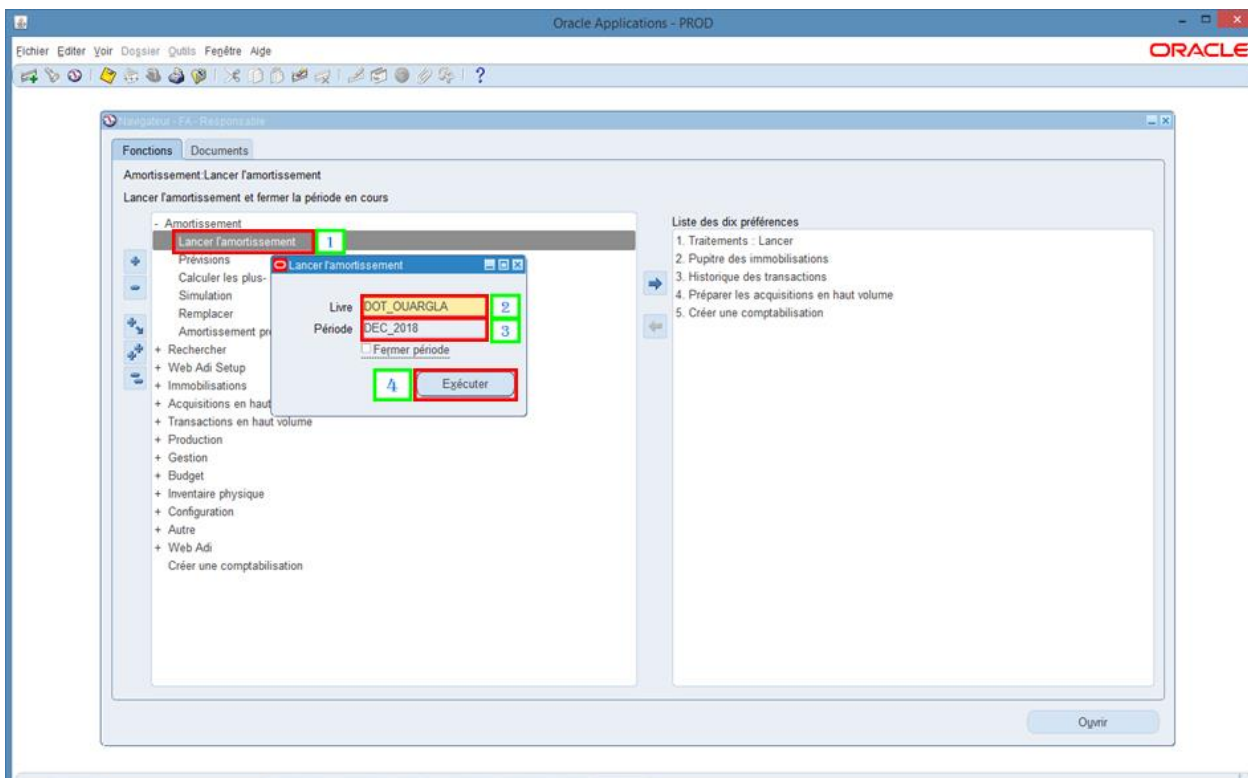 Oracle Applications - PROD
Fichier Editer Voir Dossier Outils Fenêtre Aide
ORACLE
Navigateur - FA - Responsable
Fonctions Documents
Amortissement:Lancer l'amortissement
Lancer l'amortissement et fermer la période en cours
- Amortissement
Lancer l'amortissement 1
Prévisions
Calculer les plus-
Simulation
Remplacer
Amortissement pr
+ Rechercher
+ Web Adi Setup
+ Immobilisations
+ Acquisitions en haut
+ Transactions en haut volume
+ Production
+ Gestion
+ Budget
+ Inventaire physique
+ Configuration
+ Autre
+ Web Adi
Créer une comptabilisation
Lancer l'amortissement
Livre DOT_OUARGLA 2
Période DEC_2018 3
Fermer période
4 Exécuter
Liste des dix préférences
1. Traitements : Lancer
2. Pupitre des immobilisations
3. Historique des transactions
4. Préparer les acquisitions en haut volume
5. Créer une comptabilisation
Ouvrir